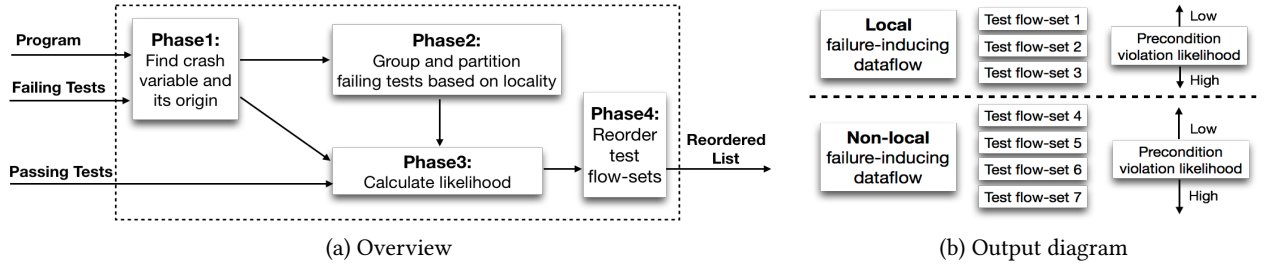 Program
Failing Tests
Passing Tests
Phase1:
Find crash
variable and
its origin
Phase2:
Group and partition
failing tests based on locality
Phase3:
Calculate likelihood
Phase4:
Reorder
test
flow-sets
Reordered
List
(a) Overview
Local
failure-inducing
dataflow
Test flow-set 1
Test flow-set 2
Test flow-set 3
Low
Precondition
violation likelihood
High
Non-local
failure-inducing
dataflow
Test flow-set 4
Test flow-set 5
Test flow-set 6
Test flow-set 7
Low
Precondition
violation likelihood
High
(b) Output diagram